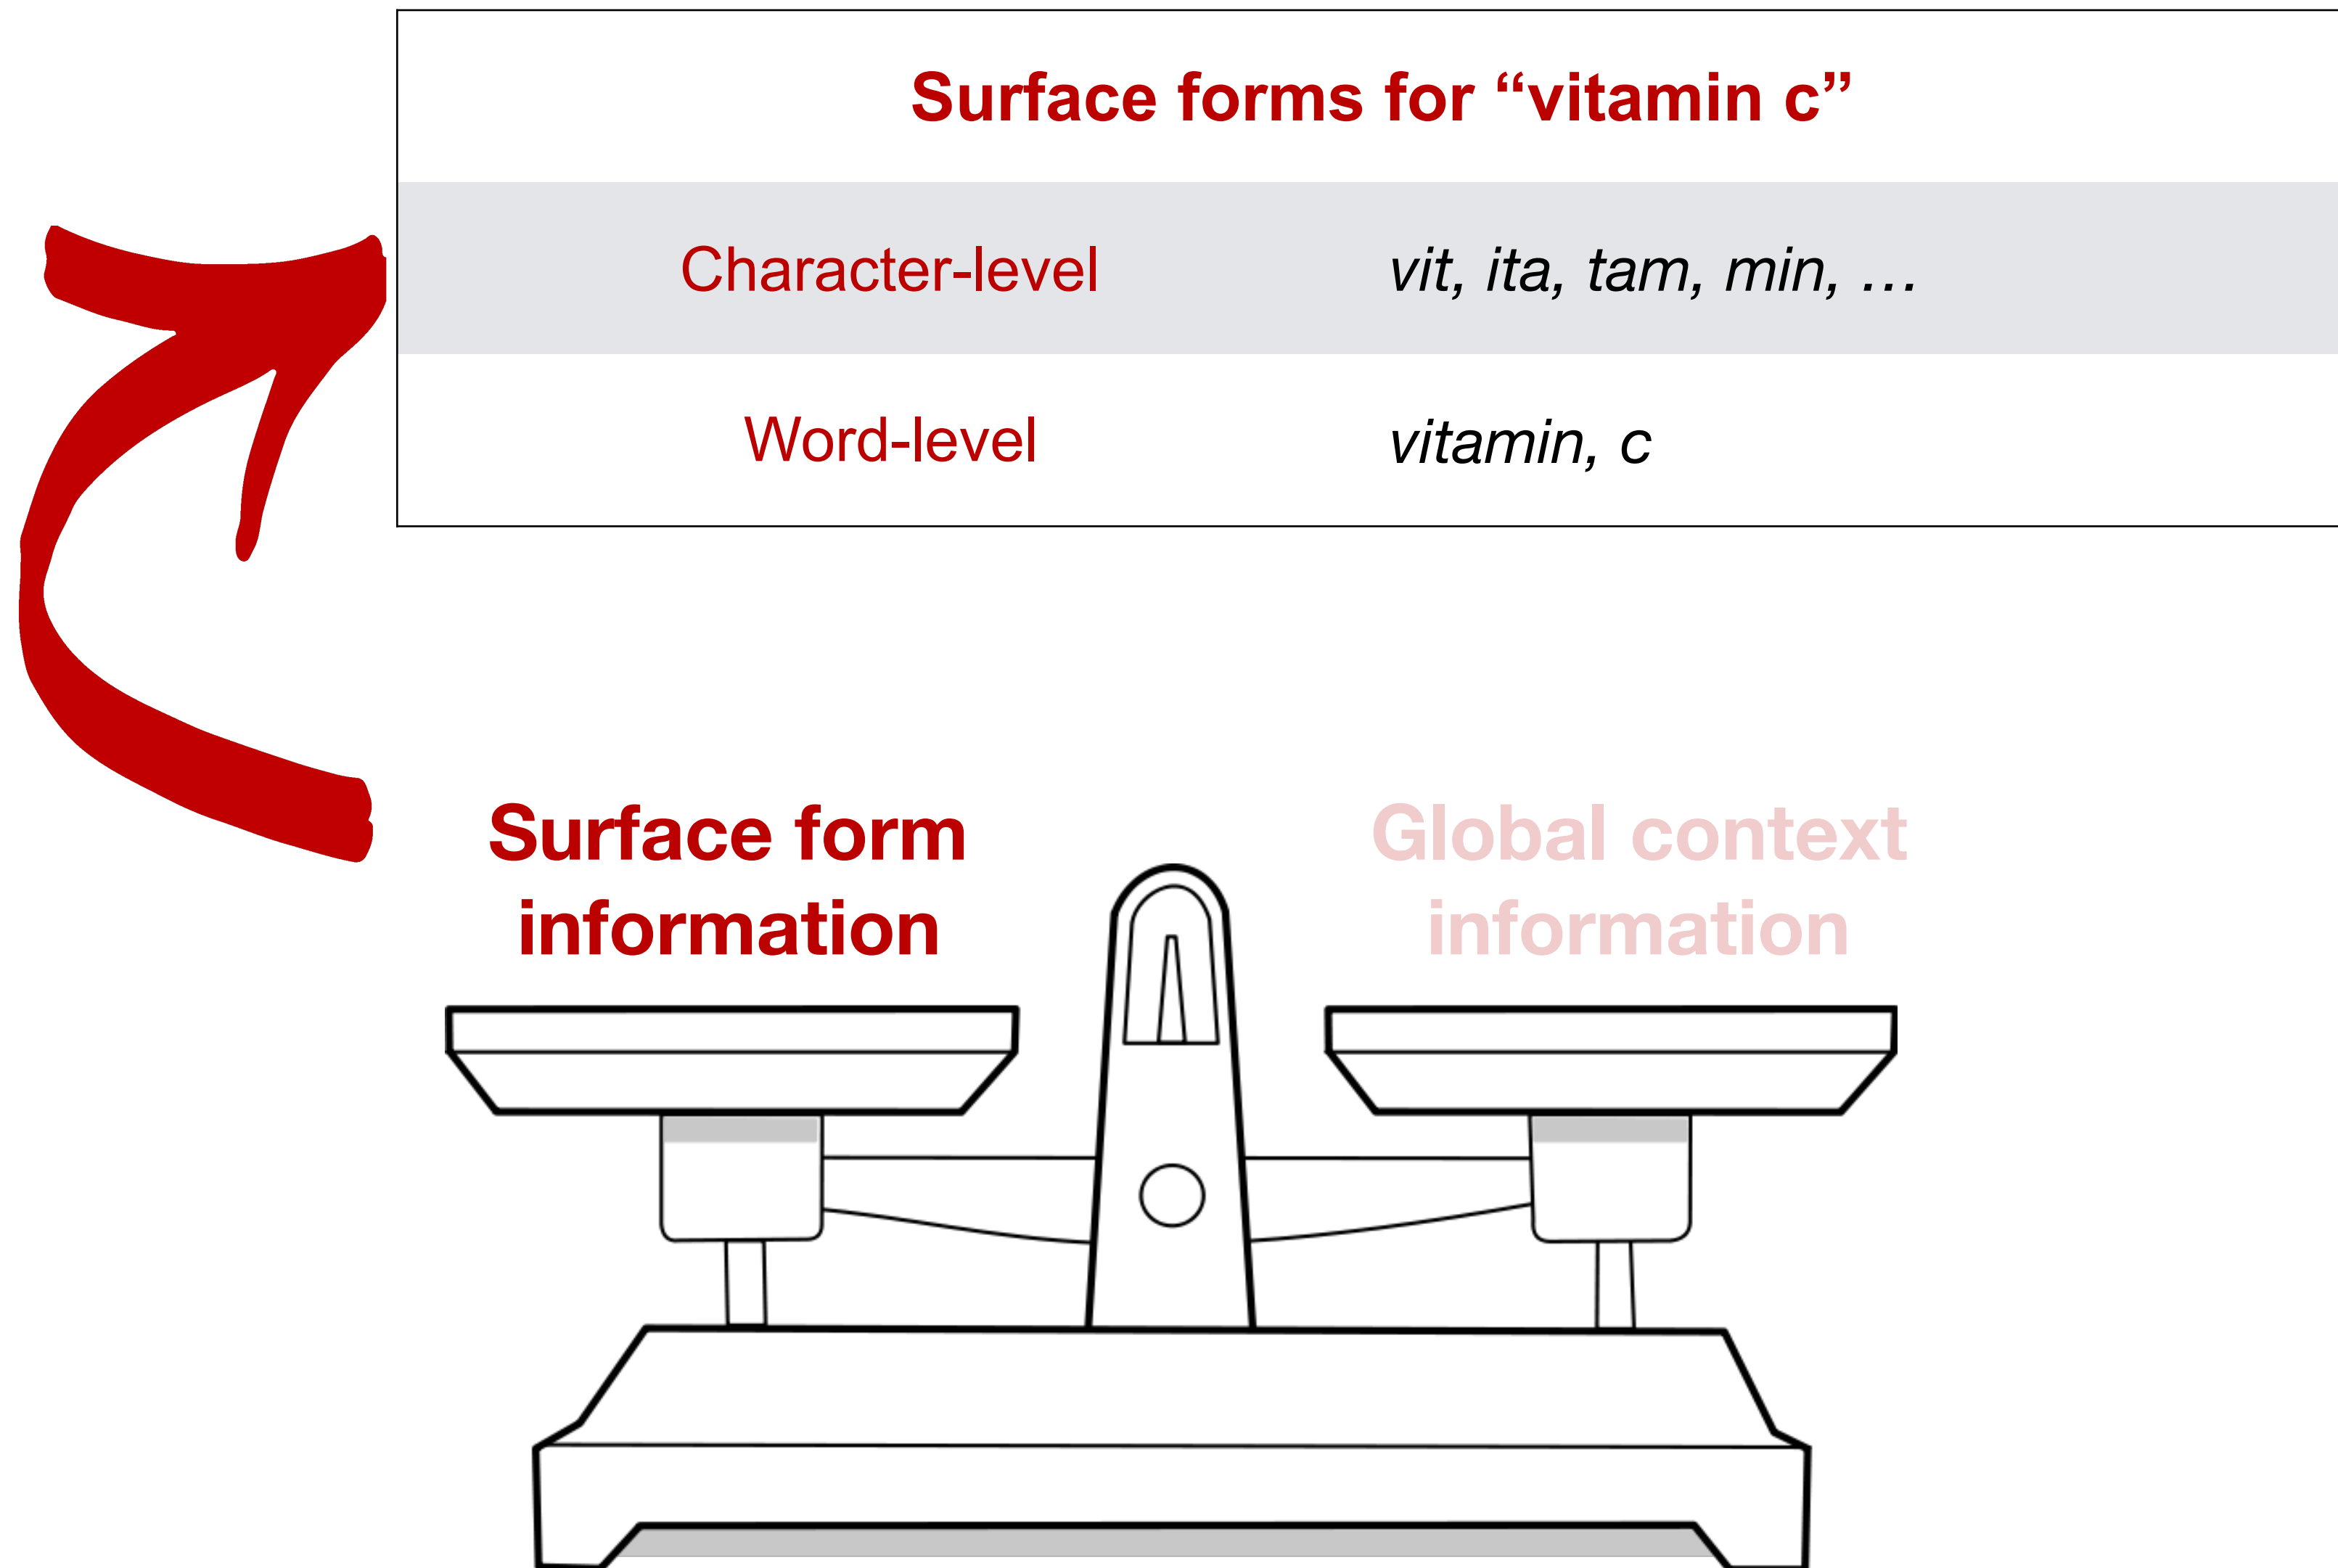 Surface forms for “vitamin c”
Character-level vit, ita, tam, min, …
Word-level vitamin, c
Surface form
information
Global context
information